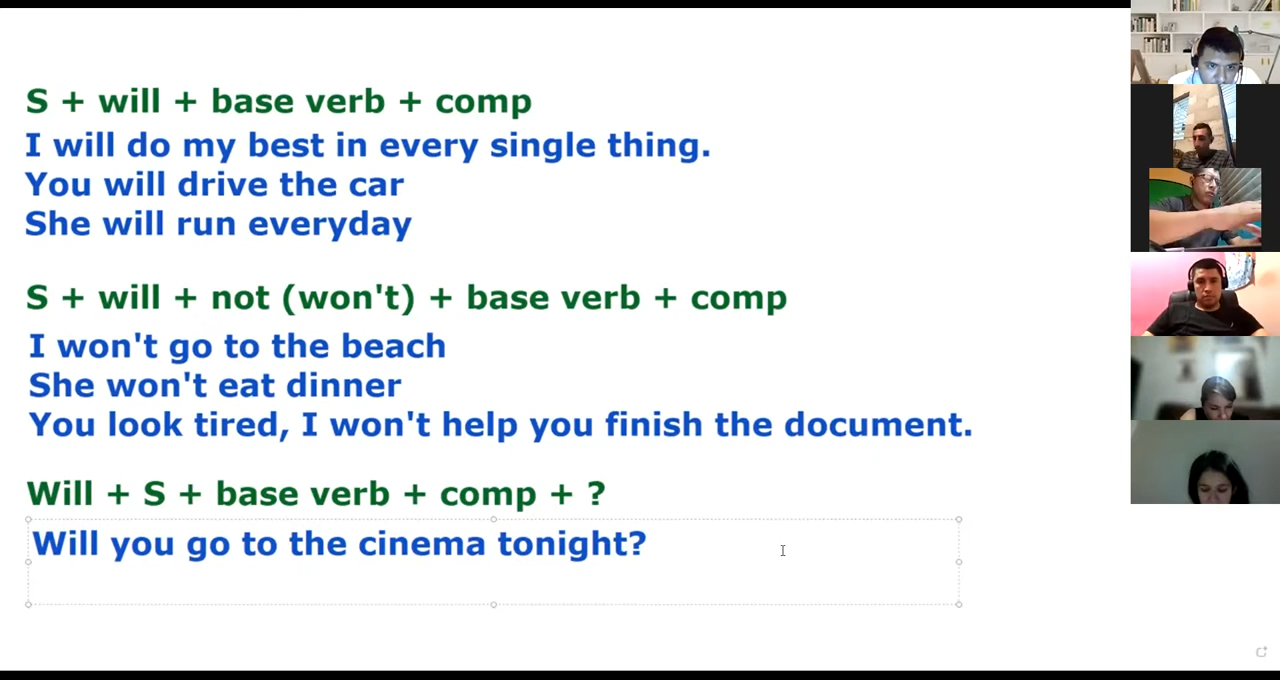 S + will + base verb + comp
I will do my best in every single thing.
You will drive the car
She will run everyday
S + will + not (won't) + base verb + comp
I won't go to the beach
She won't eat dinner
You look tired, I won't help you finish the document.
Will + S + base verb + comp + ?
Will you go to the cinema tonight?